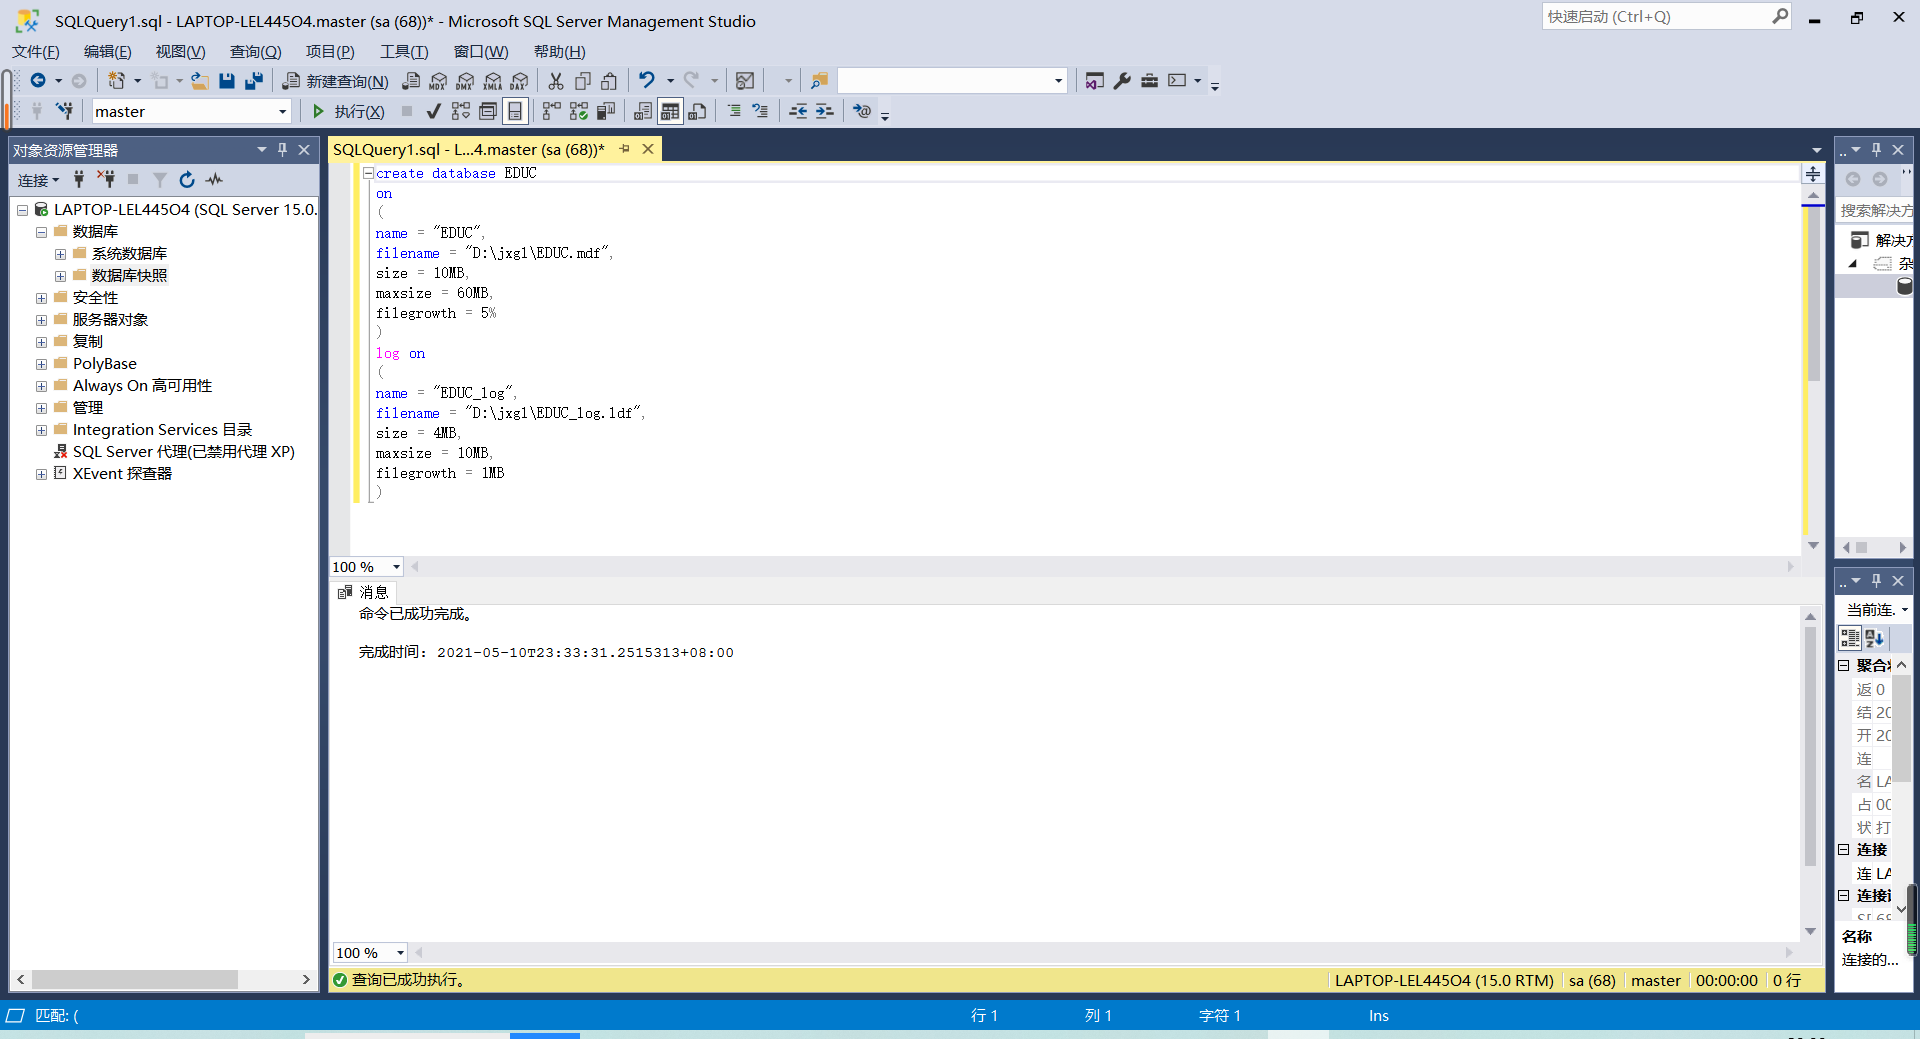 SQLQuery1.sql - LAPTOP-LEL445O4.master (sa (68))* - Microsoft SQL Server Management Studio
快速启动 (Ctrl+Q)
文件(F) 编辑(E) 视图(V) 查询(Q) 项目(P) 工具(T) 窗口(W) 帮助(H)
新建查询(N) MDX DMX XMLA DAX
master 执行(X)
对象资源管理器
连接
LAPTOP-LEL445O4 (SQL Server 15.0.
数据库
系统数据库
数据库快照
安全性
服务器对象
复制
PolyBase
Always On 高可用性
管理
Integration Services 目录
SQL Server 代理(已禁用代理 XP)
XEvent 探查器
SQLQuery1.sql - L...4.master (sa (68))*
create database EDUC
on
(
name = "EDUC",
filename = "D:\jxgl\EDUC.mdf",
size = 10MB,
maxsize = 60MB,
filegrowth = 5%
)
log on
(
name = "EDUC_log",
filename = "D:\jxgl\EDUC_log.ldf",
size = 4MB,
maxsize = 10MB,
filegrowth = 1MB
)
100 %
消息
命令已成功完成。
完成时间: 2021-05-10T23:33:31.2515313+08:00
100 %
查询已成功执行。
LAPTOP-LEL445O4 (15.0 RTM) sa (68) master 00:00:00 0 行
搜索解决方
解决方
杂
当前连.
聚合
返 0
结 20
开 20
连
名 LA
占 00
状 打
连接
连 LA
连接
名称
连接的...
匹配: (
行 1 列 1 字符 1 Ins